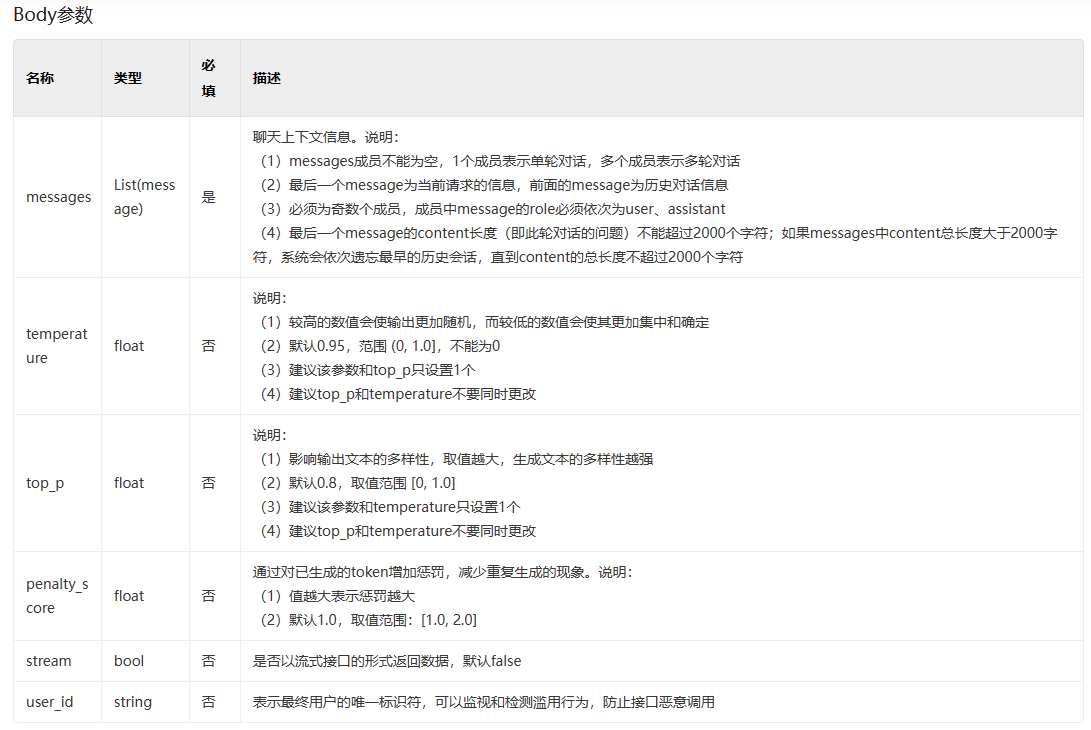 Body参数
名称
类型
必
填
描述
messages
List(mess
age)
是
聊天上下文信息。说明：
（1）messages成员不能为空，1个成员表示单轮对话，多个成员表示多轮对话
（2）最后一个message为当前请求的信息，前面的message为历史对话信息
（3）必须为奇数个成员，成员中message的role必须依次为user、assistant
（4）最后一个message的content长度（即此轮对话的问题）不能超过2000个字符；如果messages中content总长度大于2000字
符，系统会依次遗忘最早的历史会话，直到content的总长度不超过2000个字符
temperat
ure
float
否
说明：
（1）较高的数值会使输出更加随机，而较低的数值会使其更加集中和确定
（2）默认0.95，范围 (0, 1.0]，不能为0
（3）建议该参数和top_p只设置1个
（4）建议top_p和temperature不要同时更改
top_p
float
否
说明：
（1）影响输出文本的多样性，取值越大，生成文本的多样性越强
（2）默认0.8，取值范围 [0, 1.0]
（3）建议该参数和temperature只设置1个
（4）建议top_p和temperature不要同时更改
penalty_s
core
float
否
通过对已生成的token增加惩罚，减少重复生成的现象。说明：
（1）值越大表示惩罚越大
（2）默认1.0，取值范围：[1.0, 2.0]
stream
bool
否
是否以流式接口的形式返回数据，默认false
user_id
string
否
表示最终用户的唯一标识符，可以监视和检测滥用行为，防止接口恶意调用